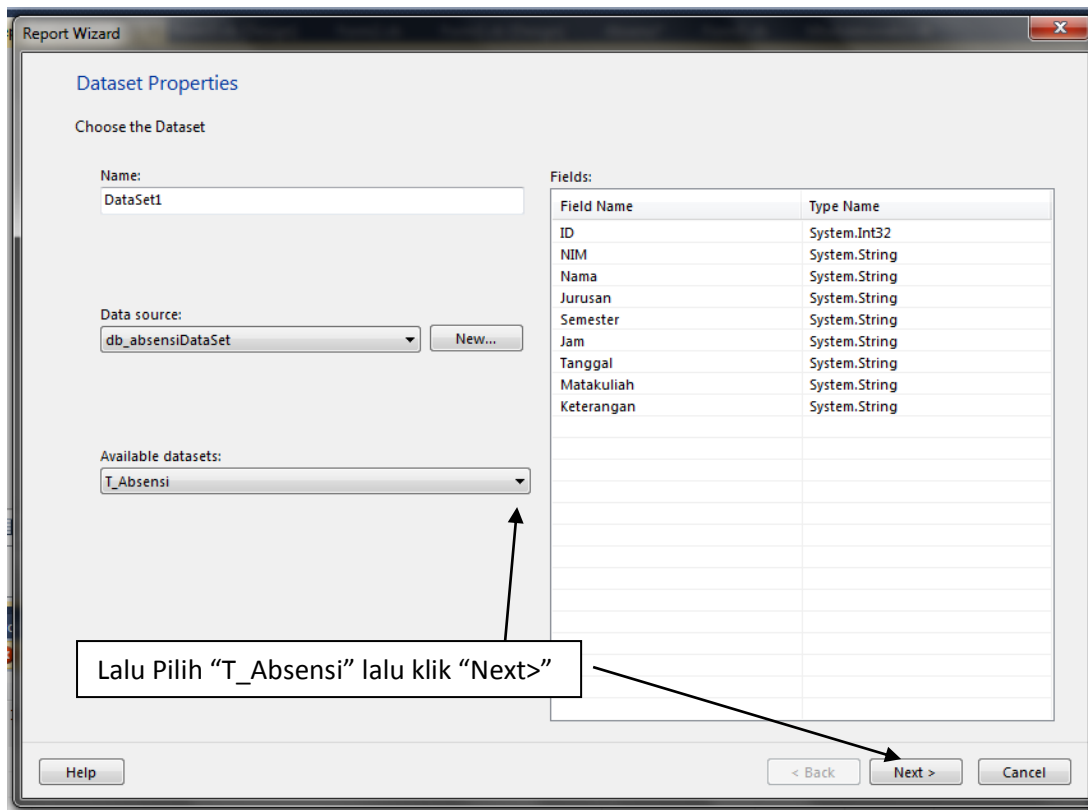 Report Wizard
Dataset Properties
Choose the Dataset
Name:
DataSet1
Data source:
db_absensiDataSet
New...
Available datasets:
T_Absensi
Fields:
Field Name Type Name
ID System.Int32
NIM System.String
Nama System.String
Jurusan System.String
Semester System.String
Jam System.String
Tanggal System.String
Matakuliah System.String
Keterangan System.String
Lalu Pilih “T_Absensi” lalu klik “Next>”
Help < Back Next > Cancel